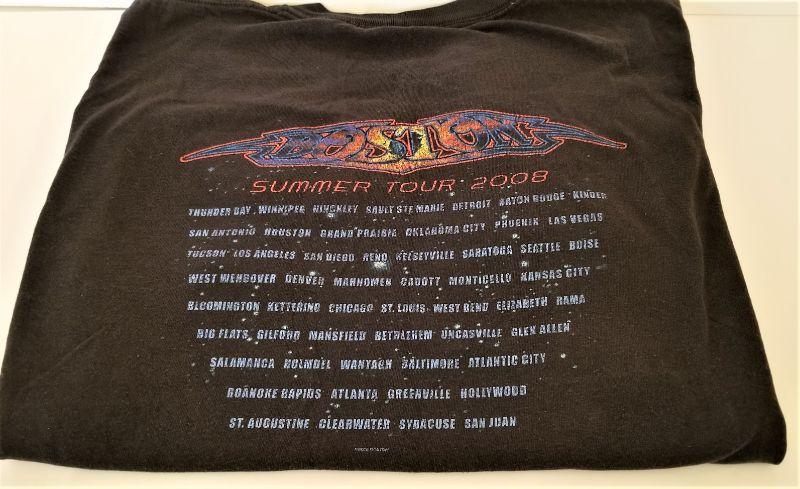 BOSTON
SUMMER TOUR 2008
THUNDER BAY WINNIPEG HINCKLEY SAULT STE MARIE DETROIT BATON ROUGE KINDER
SAN ANTONIO HOUSTON GRAND PRAIRIE OKLAHOMA CITY PHOENIX LAS VEGAS
TUCSON LOS ANGELES SAN DIEGO RENO KELSEYVILLE SARATOGA SEATTLE BOISE
WEST WENDOVER DENVER MAHNOMEN CADOTT MONTICELLO KANSAS CITY
BLOOMINGTON KETTERING CHICAGO ST. LOUIS WEST BEND ELIZABETH RAMA
BIG FLATS GILFORD MANSFIELD BETHLEHEM UNCASVILLE GLEN ALLEN
SALAMANCA HOLMDEL WANTAGH BALTIMORE ATLANTIC CITY
ROANOKE RAPIDS ATLANTA GREENVILLE HOLLYWOOD
ST. AUGUSTINE CLEARWATER SYRACUSE SAN JUAN